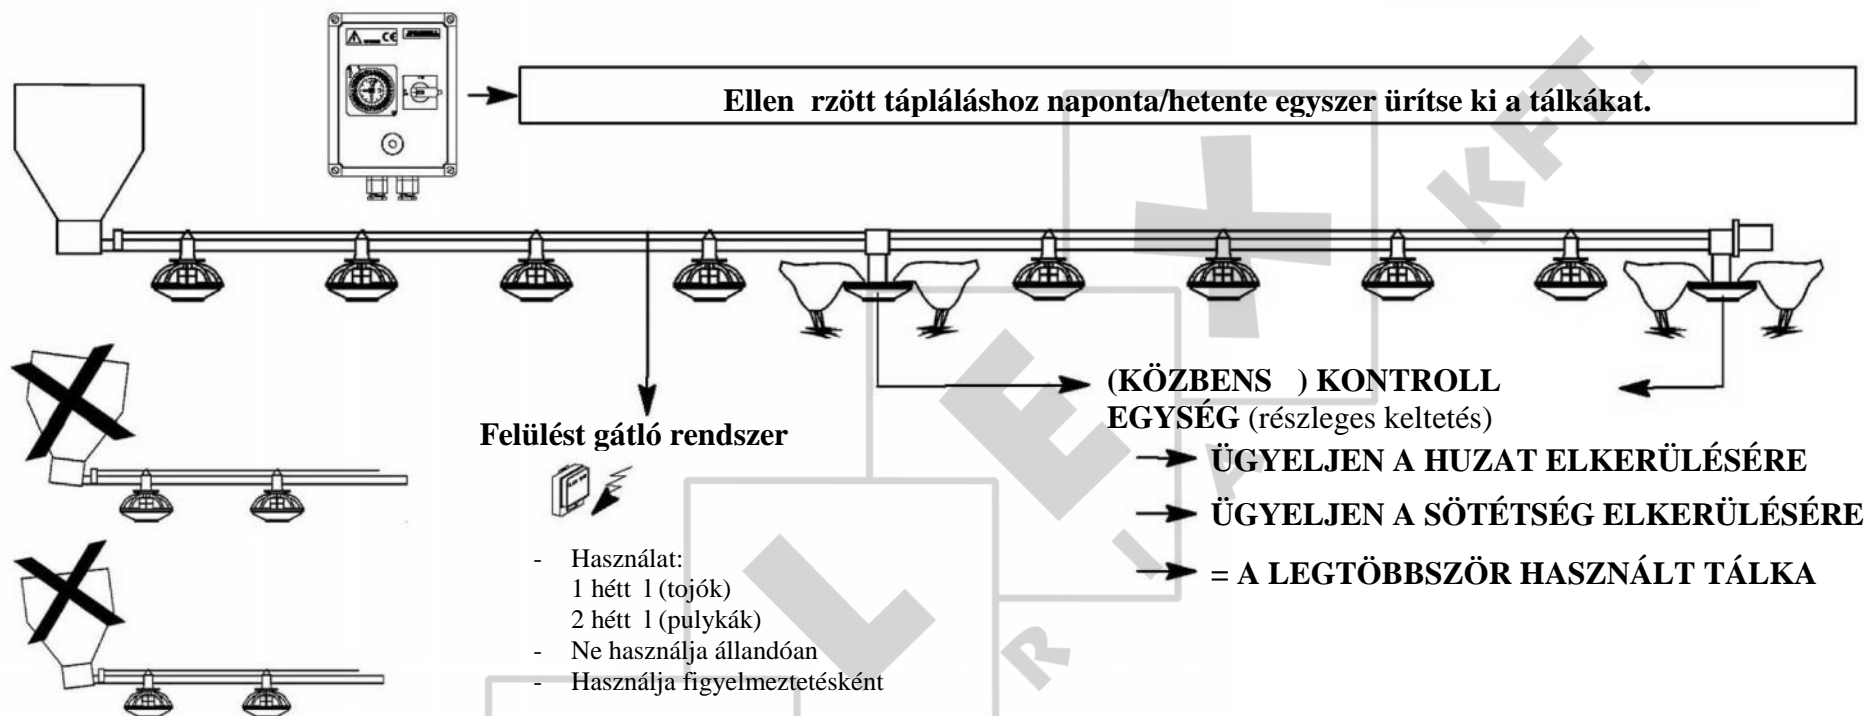 CE
Ellen rzött tápláláshoz naponta/hetente egyszer ürítse ki a tálkákat.
(KÖZBENS ) KONTROLL
EGYSÉG (részleges keltetés)
ÜGYELJEN A HUZAT ELKERÜLÉSÉRE
ÜGYELJEN A SÖTÉTSÉG ELKERÜLÉSÉRE
= A LEGTÖBBSZÖR HASZNÁLT TÁLKA
Felülést gátló rendszer
- Használat:
1 hétt l (tojók)
2 hétt l (pulykák)
- Ne használja állandóan
- Használja figyelmeztetésként
L E X
R I A
KFT.